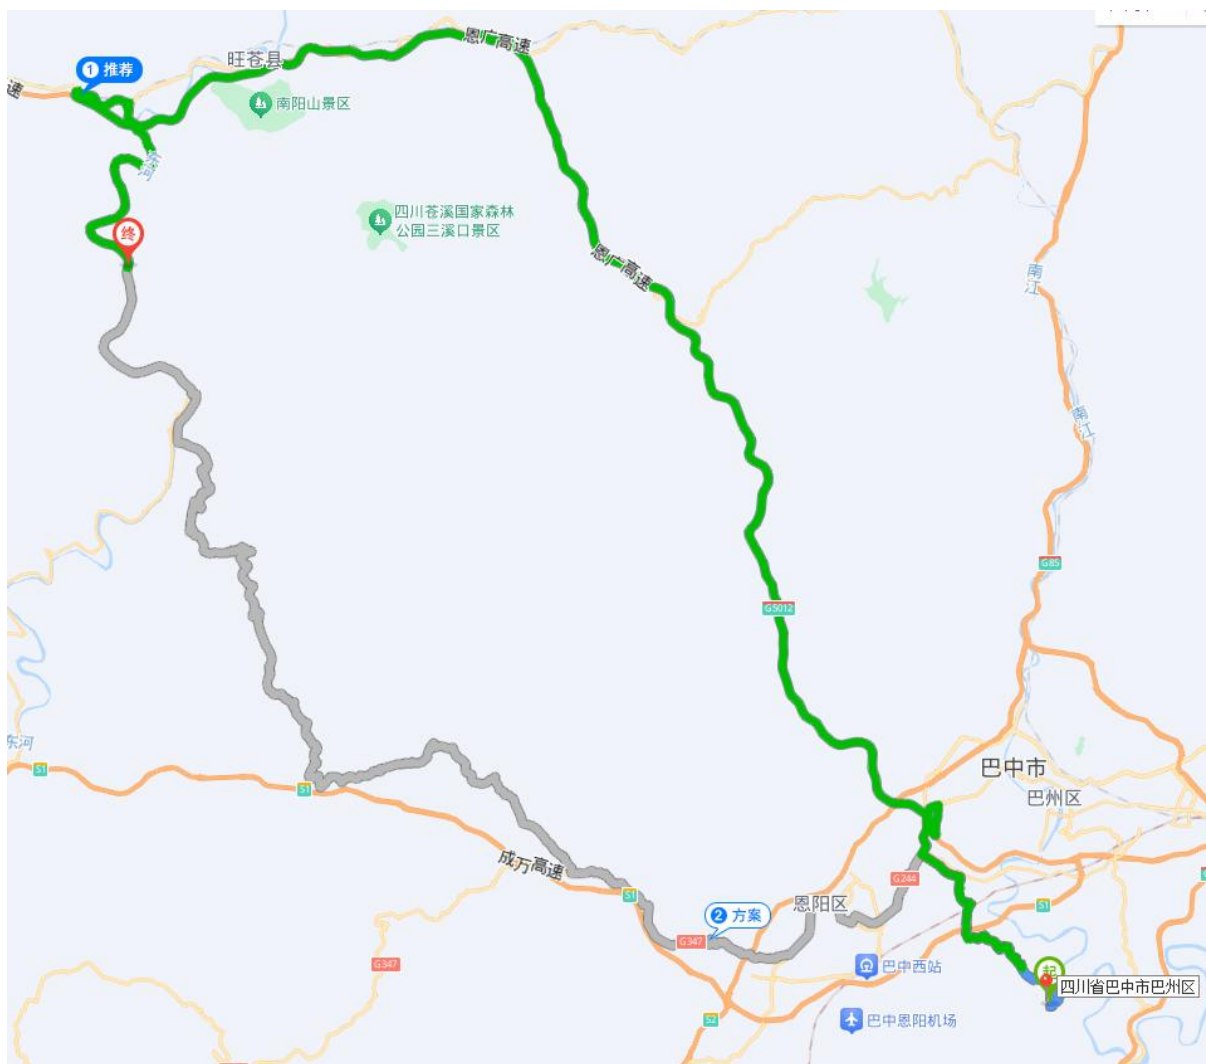 恩广高速
旺苍县
1 推荐
速
南阳山景区
东河
四川苍溪国家森林
公园三溪口景区
终
恩广高速
南江
南江
G85
G5012
东河
S1
巴中市
巴州区
S1
成万高速
G244
S1
恩阳区
S1
2 方案
G347
G347
巴中西站
起
四川省巴中市巴州区
S2
巴中恩阳机场